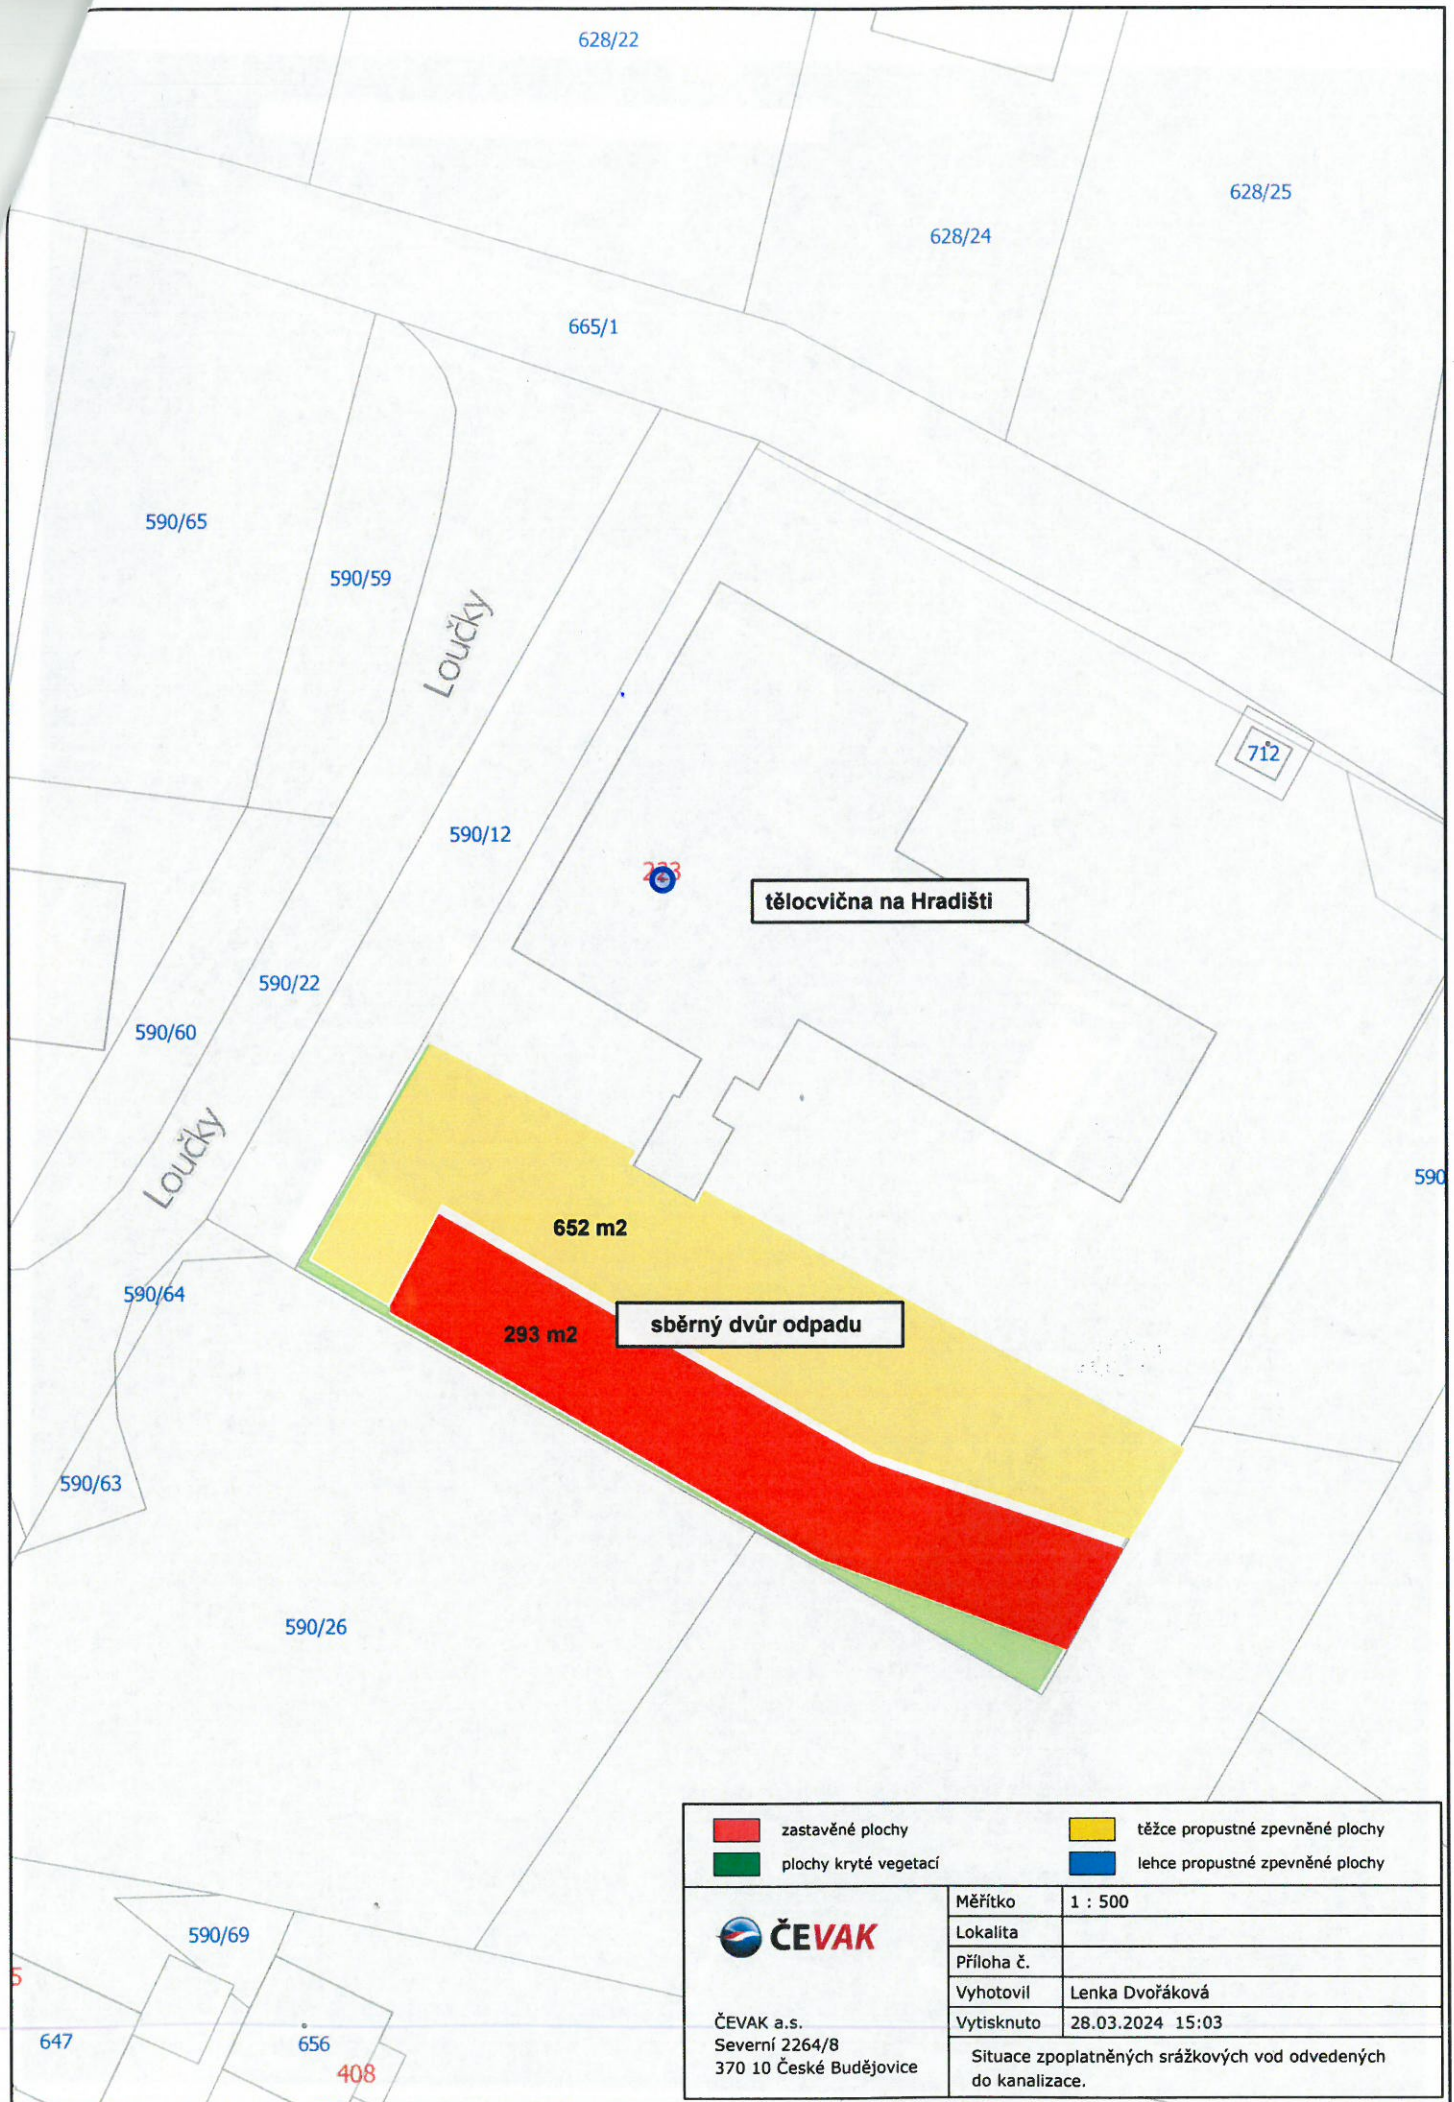 628/22
628/25
628/24
665/1
590/65
590/59
Loučky
712
590/12
223
tělocvična na Hradišti
590/22
590/60
Loučky
590
652 m2
590/64
sběrný dvůr odpadu
293 m2
590/63
590/26
zastavěné plochy
těžce propustné zpevněné plochy
plochy kryté vegetací
lehce propustné zpevněné plochy
Měřítko 1 : 500
ČEVAK
Lokalita
590/69
Příloha č.
5
Vyhotovil Lenka Dvořáková
ČEVAK a.s.
Vytisknuto 28.03.2024 15:03
647
656
Severní 2264/8
370 10 České Budějovice
408
Situace zpoplatněných srážkových vod odvedených
do kanalizace.